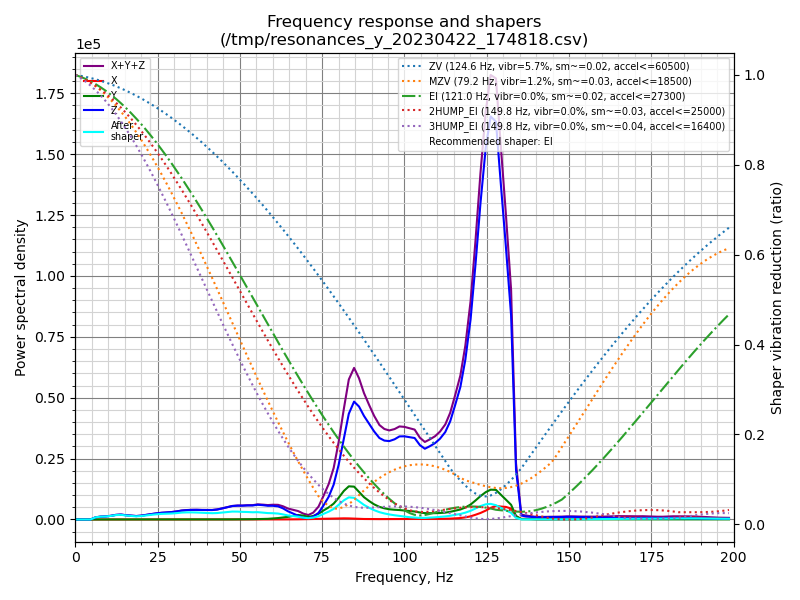 Frequency response and shapers
(/tmp/resonances_y_20230422_174818.csv)
1e5
X+Y+Z
X
Y
Z
After
shaper
ZV (124.6 Hz, vibr=5.7%, sm~=0.02, accel<=60500)
MZV (79.2 Hz, vibr=1.2%, sm~=0.03, accel<=18500)
EI (121.0 Hz, vibr=0.0%, sm~=0.02, accel<=27300)
2HUMP_EI (149.8 Hz, vibr=0.0%, sm~=0.03, accel<=25000)
3HUMP_EI (149.8 Hz, vibr=0.0%, sm~=0.04, accel<=16400)
Recommended shaper: EI
1.75
1.50
1.25
1.00
0.75
0.50
0.25
0.00
Power spectral density
1.0
0.8
0.6
0.4
0.2
0.0
Shaper vibration reduction (ratio)
0 25 50 75 100 125 150 175 200
Frequency, Hz